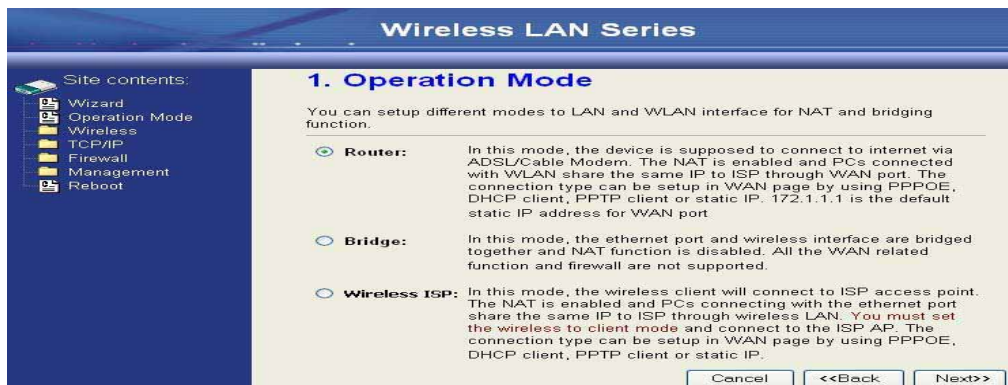 Wireless LAN Series
Site contents:
Wizard
Operation Mode
Wireless
TCP/IP
Firewall
Management
Reboot
1. Operation Mode
You can setup different modes to LAN and WLAN interface for NAT and bridging
function.
Router:
In this mode, the device is supposed to connect to internet via
ADSL/Cable Modem. The NAT is enabled and PCs connected
with WLAN share the same IP to ISP through WAN port. The
connection type can be setup in WAN page by using PPPOE,
DHCP client, PPTP client or static IP. 172.1.1.1 is the default
static IP address for WAN port
Bridge:
In this mode, the ethernet port and wireless interface are bridged
together and NAT function is disabled. All the WAN related
function and firewall are not supported.
Wireless ISP:
In this mode, the wireless client will connect to ISP access point.
The NAT is enabled and PCs connecting with the ethernet port
share the same IP to ISP through wireless LAN. You must set
the wireless to client mode and connect to the ISP AP. The
connection type can be setup in WAN page by using PPPOE,
DHCP client, PPTP client or static IP.
Cancel <<Back Next>>